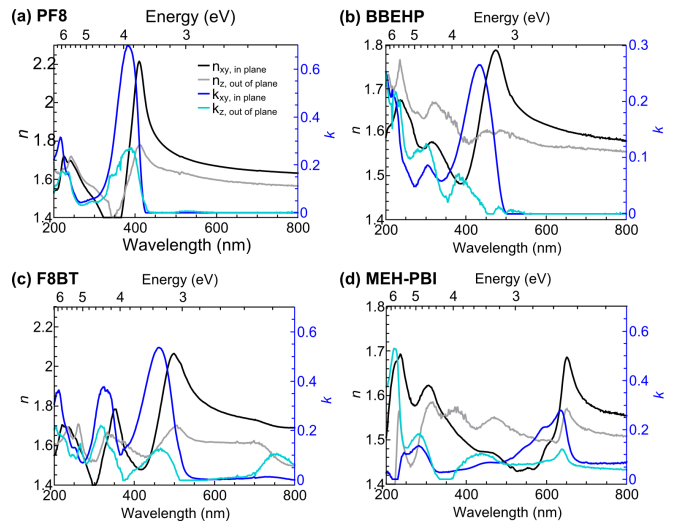 (a) PF8
Energy (eV)
6 5 4 3
2.2
2
1.8
1.6
1.4
n
0.6
0.4
0.2
0
k
nxy, in plane
nz, out of plane
kxy, in plane
kz, out of plane
200 400 600 800
Wavelength (nm)
(b) BBEHP
Energy (eV)
6 5 4 3
1.8
1.7
1.6
1.5
1.4
n
0.3
0.2
0.1
0
k
200 400 600 800
Wavelength (nm)
(c) F8BT
Energy (eV)
6 5 4 3
2.2
2
1.8
1.6
1.4
n
0.6
0.4
0.2
0
k
200 300 400 500 600 700 800
Wavelength (nm)
(d) MEH-PBI
Energy (eV)
6 5 4 3
1.8
1.7
1.6
1.5
1.4
n
0.6
0.4
0.2
0
k
200 400 600 800
Wavelength (nm)